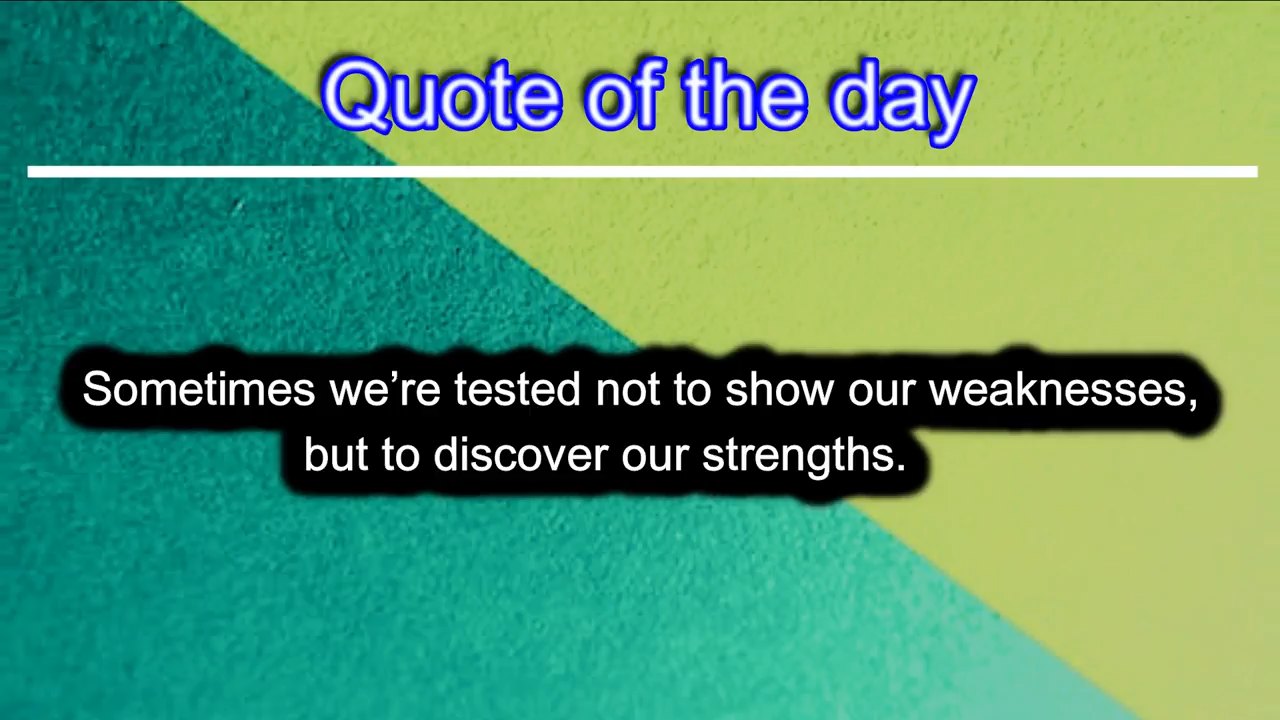 Quote of the day
Sometimes we’re tested not to show our weaknesses,
but to discover our strengths.